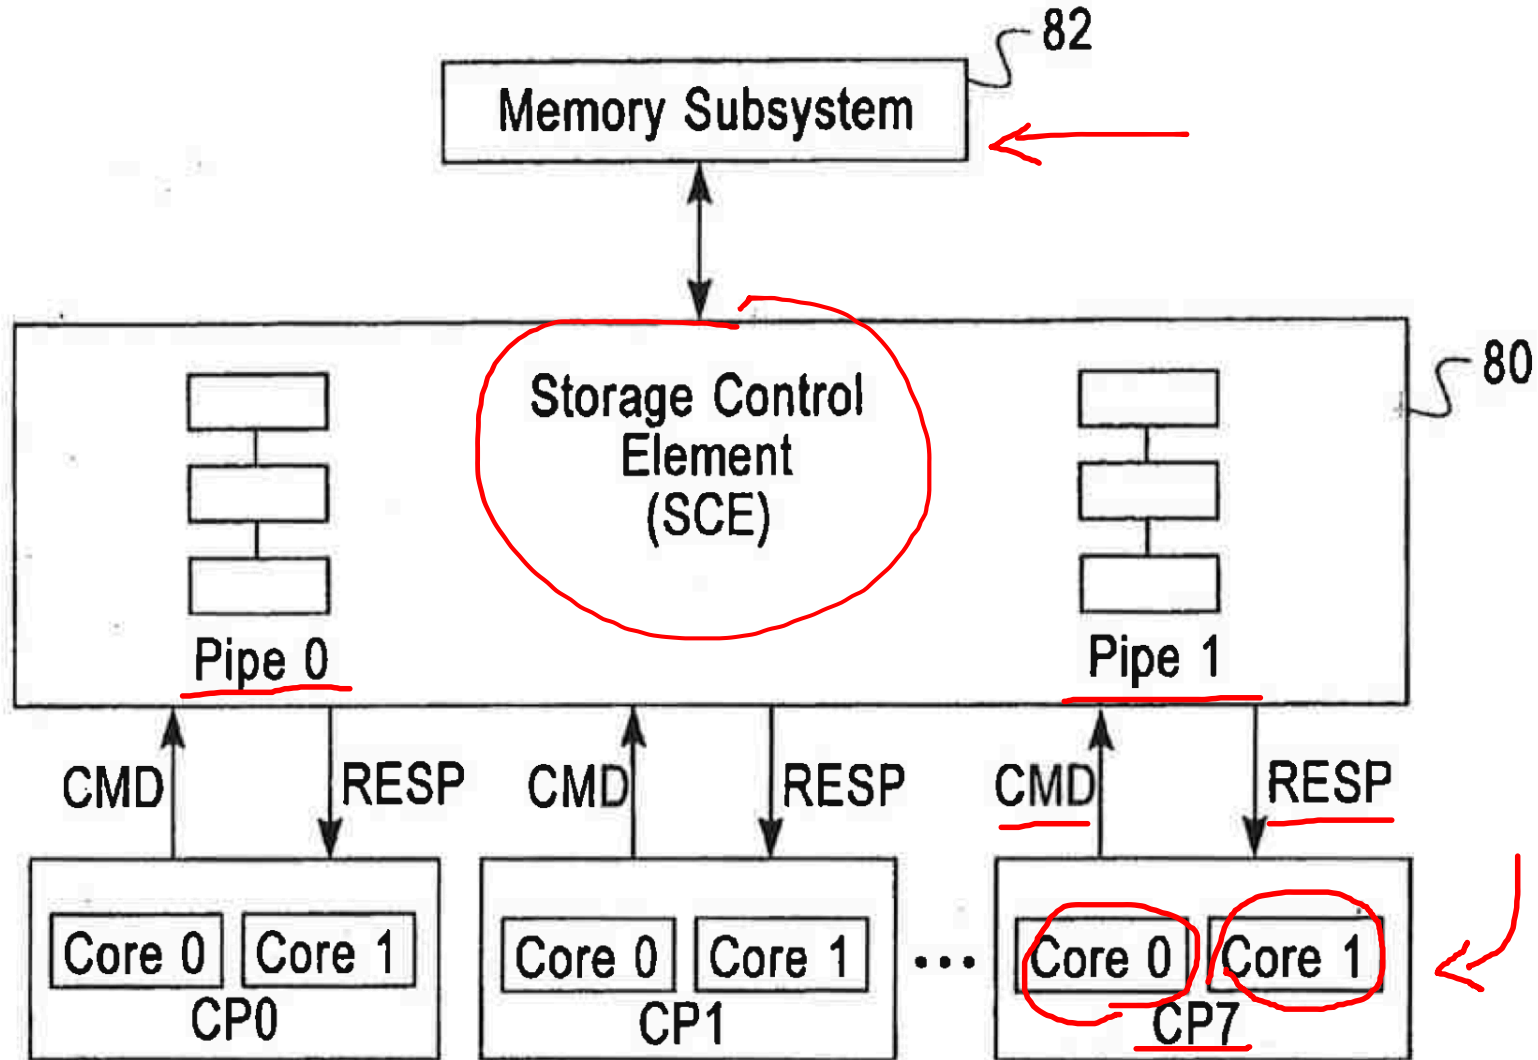 82
Memory Subsystem
80
Storage Control
Element
(SCE)
Pipe 0
Pipe 1
CMD
RESP
CMD
RESP
CMD
RESP
Core 0
Core 1
Core 0
Core 1
...
Core 0
Core 1
CP0
CP1
CP7